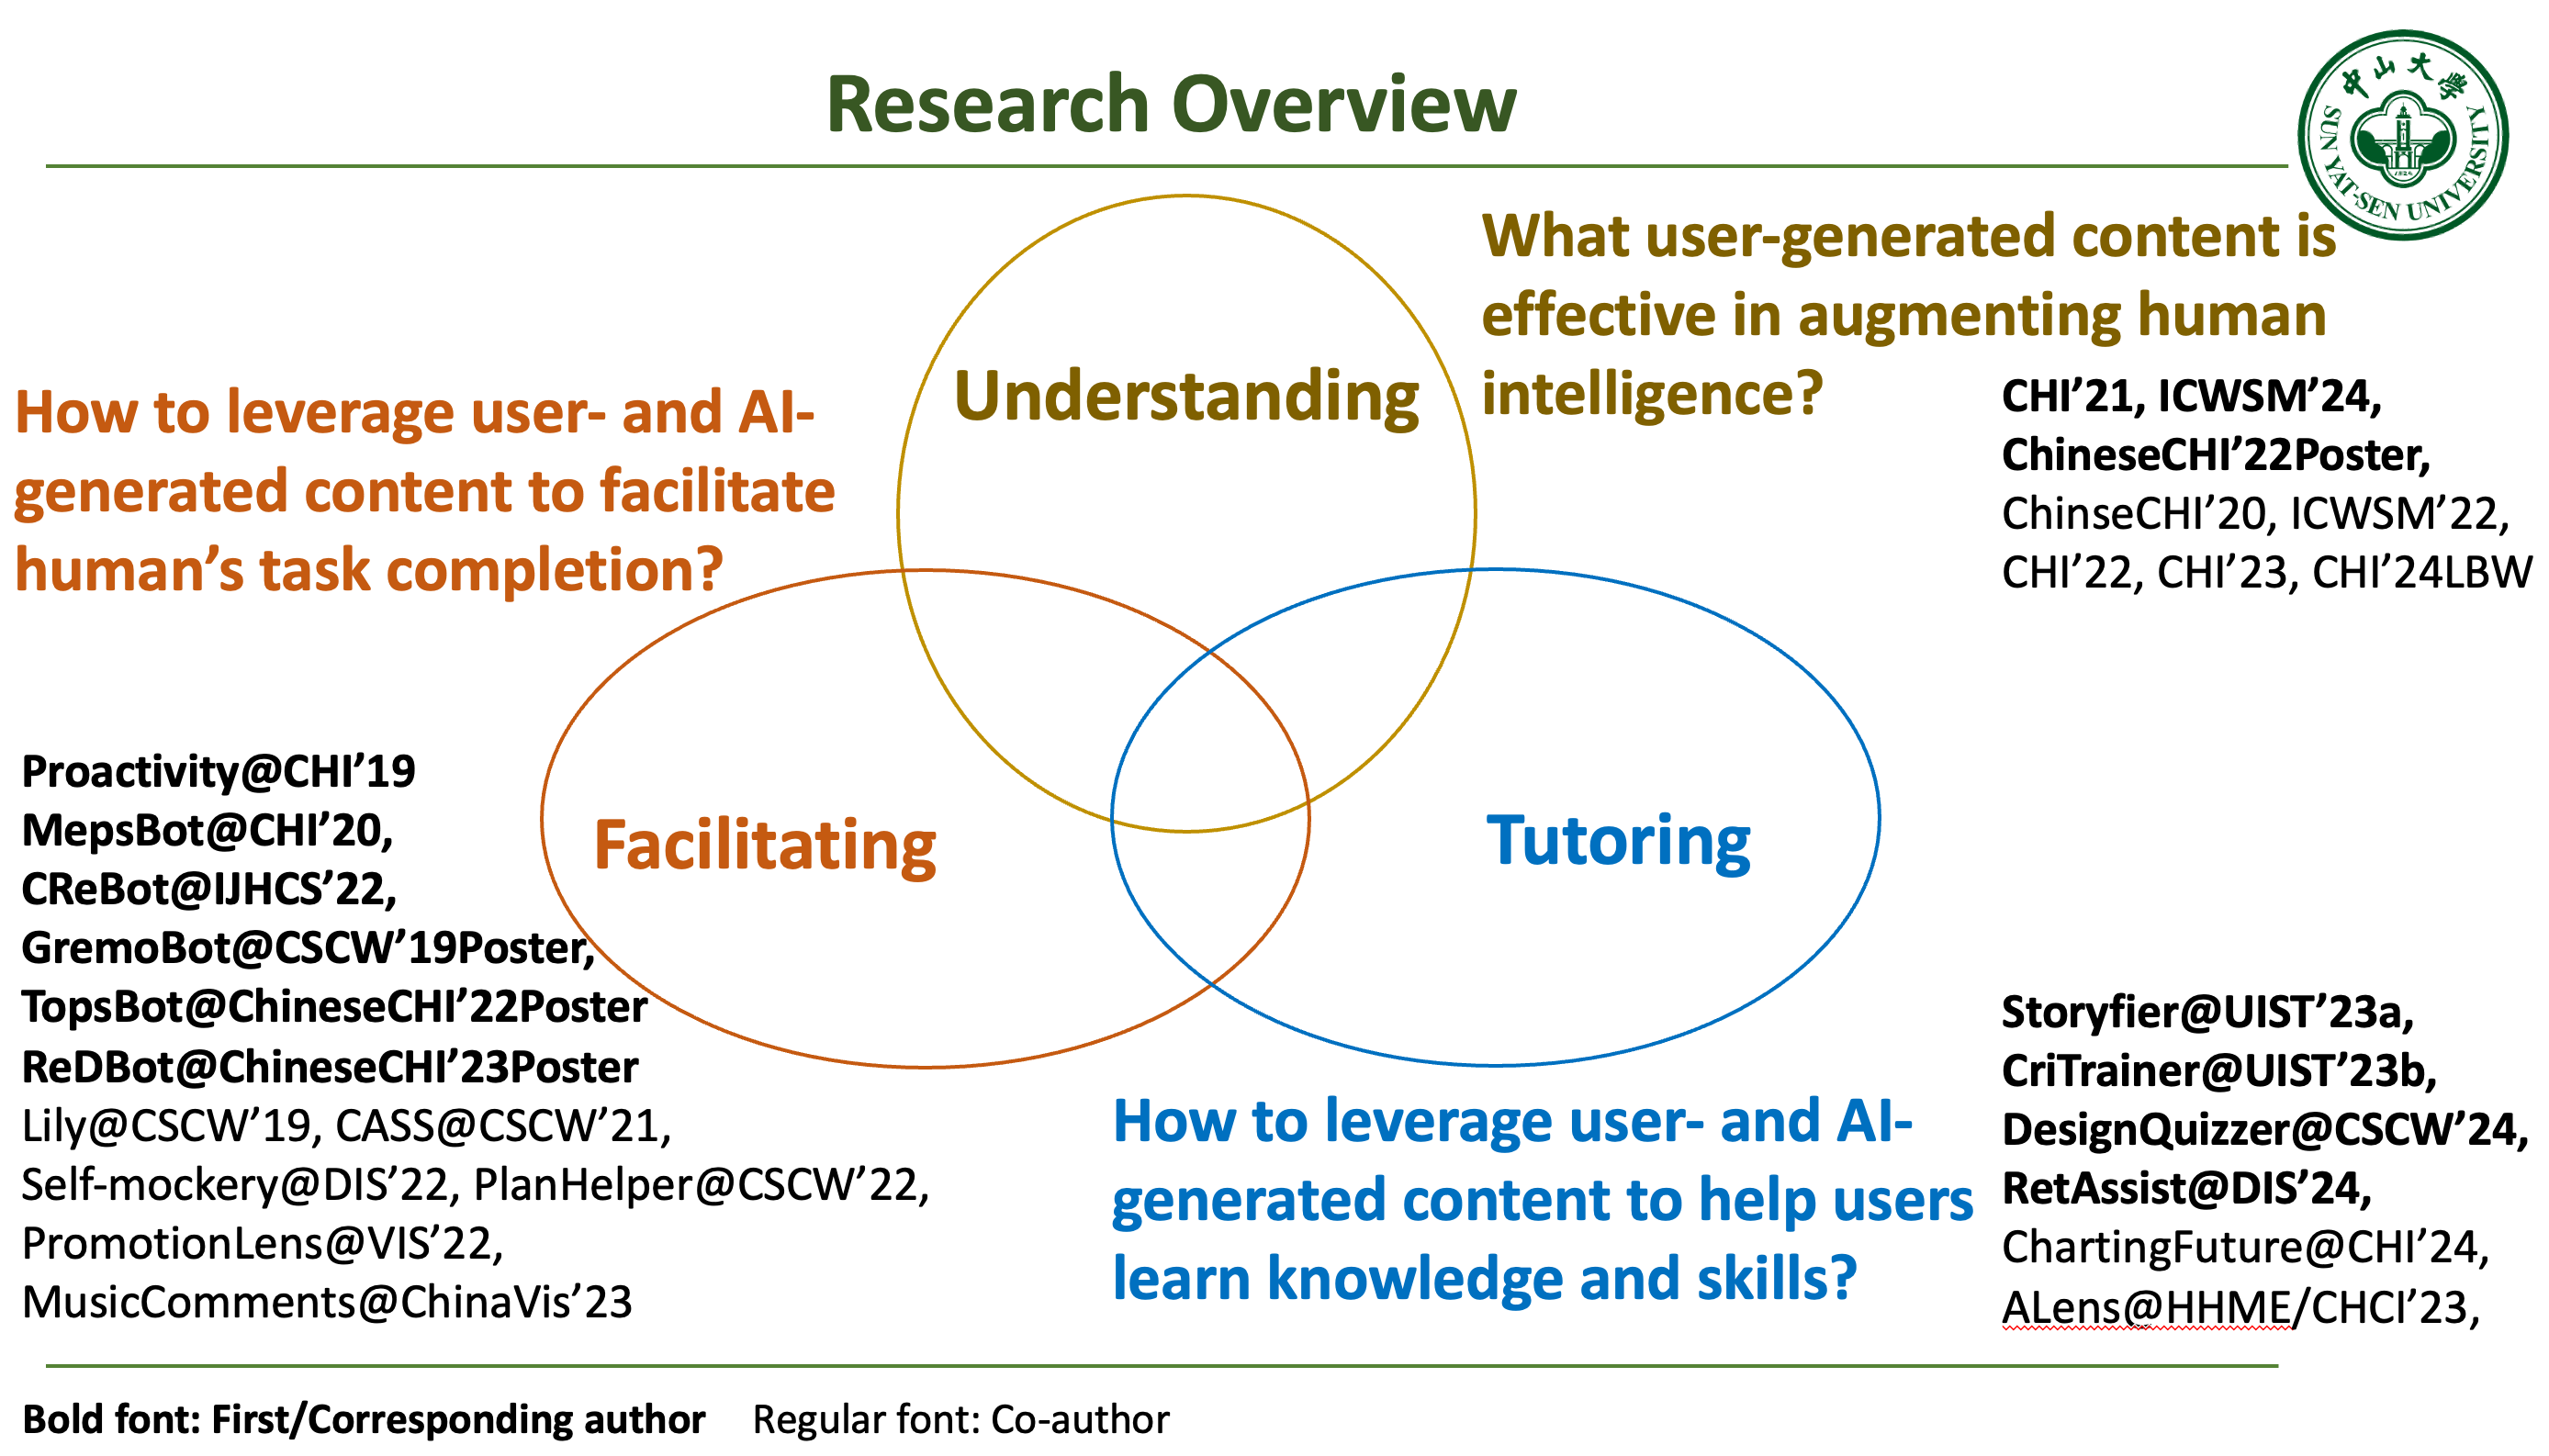 Research Overview
中山大學
SUN YAT-SEN UNIVERSITY
1924
What user-generated content is
effective in augmenting human
intelligence?
CHI’21, ICWSM’24,
ChineseCHI’22Poster,
ChinseCHI’20, ICWSM’22,
CHI’22, CHI’23, CHI’24LBW
Understanding
How to leverage user- and AI-
generated content to facilitate
human’s task completion?
Facilitating
Tutoring
Proactivity@CHI’19
MepsBot@CHI’20,
CReBot@IJHCS’22,
GremoBot@CSCW’19Poster,
TopsBot@ChineseCHI’22Poster
ReDBot@ChineseCHI’23Poster
Lily@CSCW’19, CASS@CSCW’21,
Self-mockery@DIS’22, PlanHelper@CSCW’22,
PromotionLens@VIS’22,
MusicComments@ChinaVis’23
How to leverage user- and AI-
generated content to help users
learn knowledge and skills?
Storyfier@UIST’23a,
CriTrainer@UIST’23b,
DesignQuizzer@CSCW’24,
RetAssist@DIS’24,
ChartingFuture@CHI’24,
ALens@HHME/CHCI’23,
Bold font: First/Corresponding author Regular font: Co-author